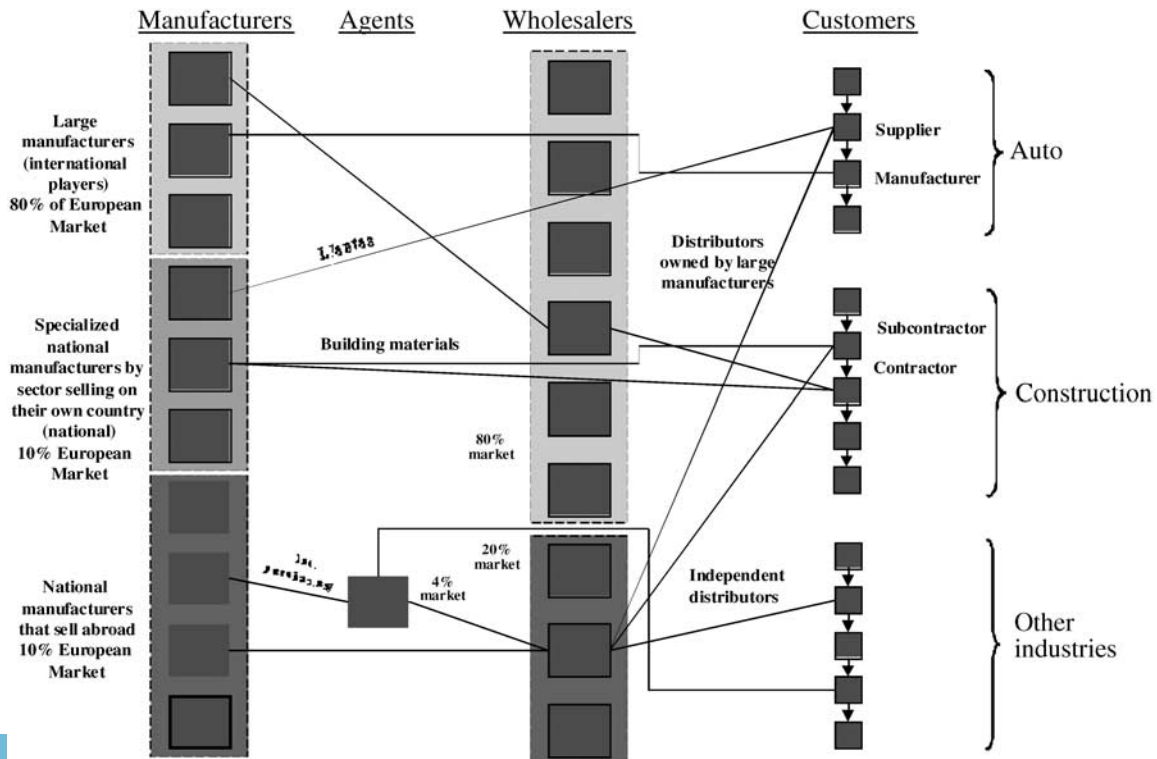 Manufacturers
Agents
Wholesalers
Customers
Large
manufacturers
(international
players)
80% of European
Market
Supplier
Manufacturer
Auto
Distributors
owned by large
manufacturers
Specialized
national
manufacturers by
sector selling on
their own country
(national)
10% European
Market
Building materials
80%
market
Subcontractor
Contractor
Construction
National
manufacturers
that sell abroad
10% European
Market
4%
market
20%
market
Independent
distributors
Other
industries